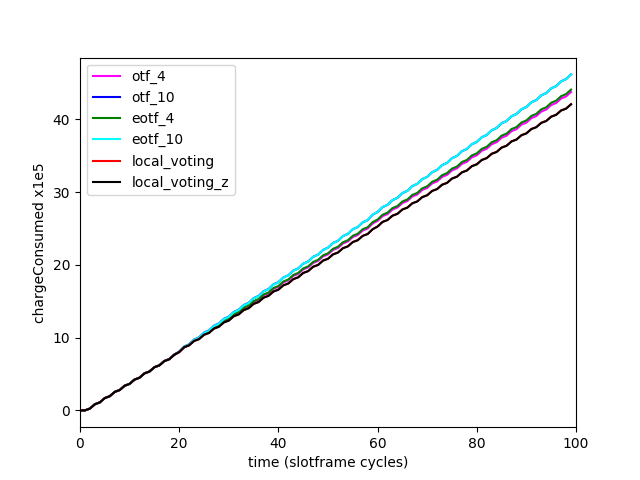 otf_4
otf_10
eotf_4
eotf_10
local_voting
local_voting_z
chargeConsumed x1e5
40
30
20
10
0
0 20 40 60 80 100
time (slotframe cycles)